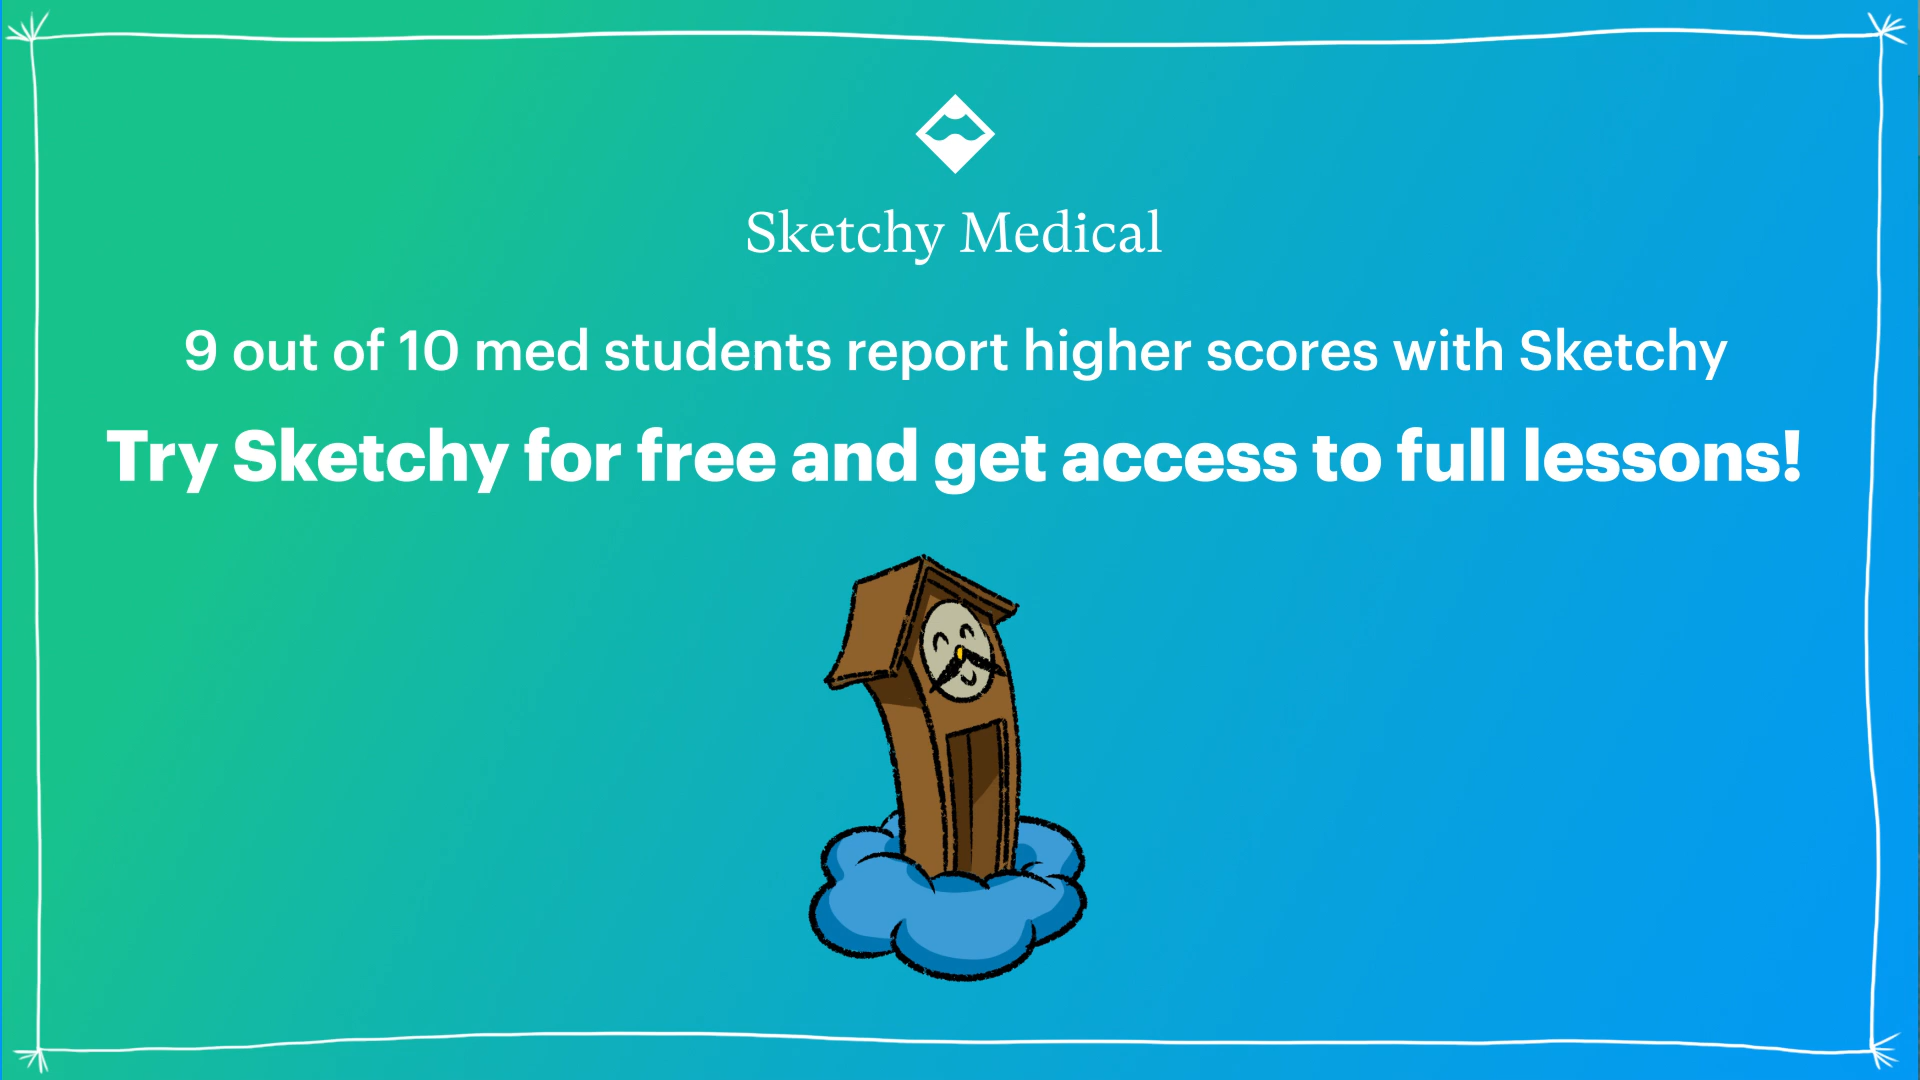 Sketchy Medical
9 out of 10 med students report higher scores with Sketchy
Try Sketchy for free and get access to full lessons!